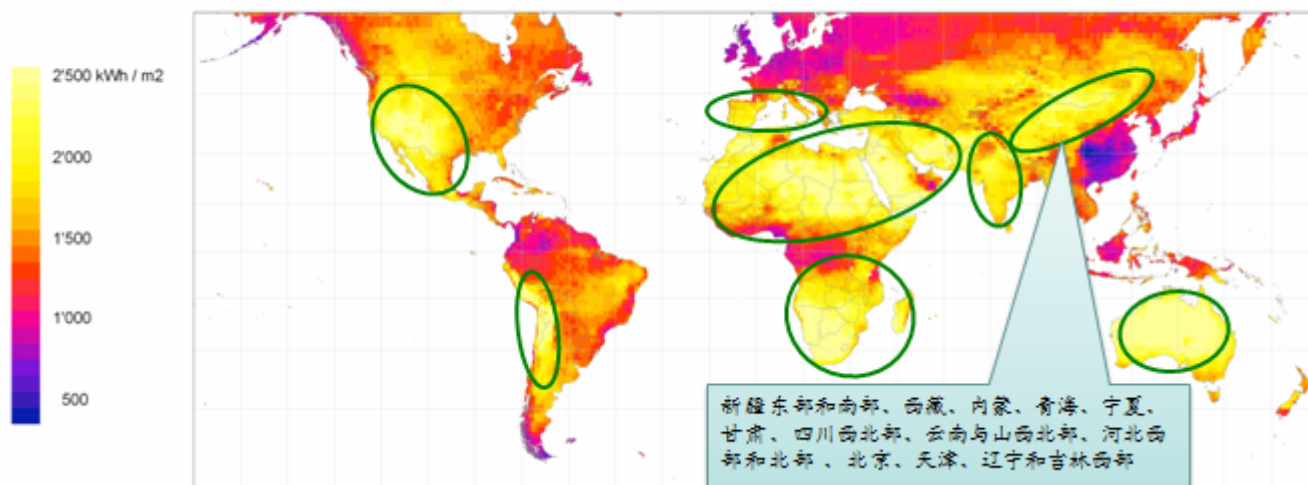 2'500 kWh / m2
2'000
1'500
1'000
500
新疆东部和南部、西藏、内蒙、青海、宁夏、
甘肃、四川西北部、云南与山西北部、河北西
部和北部 、北京、天津、辽宁和吉林西部